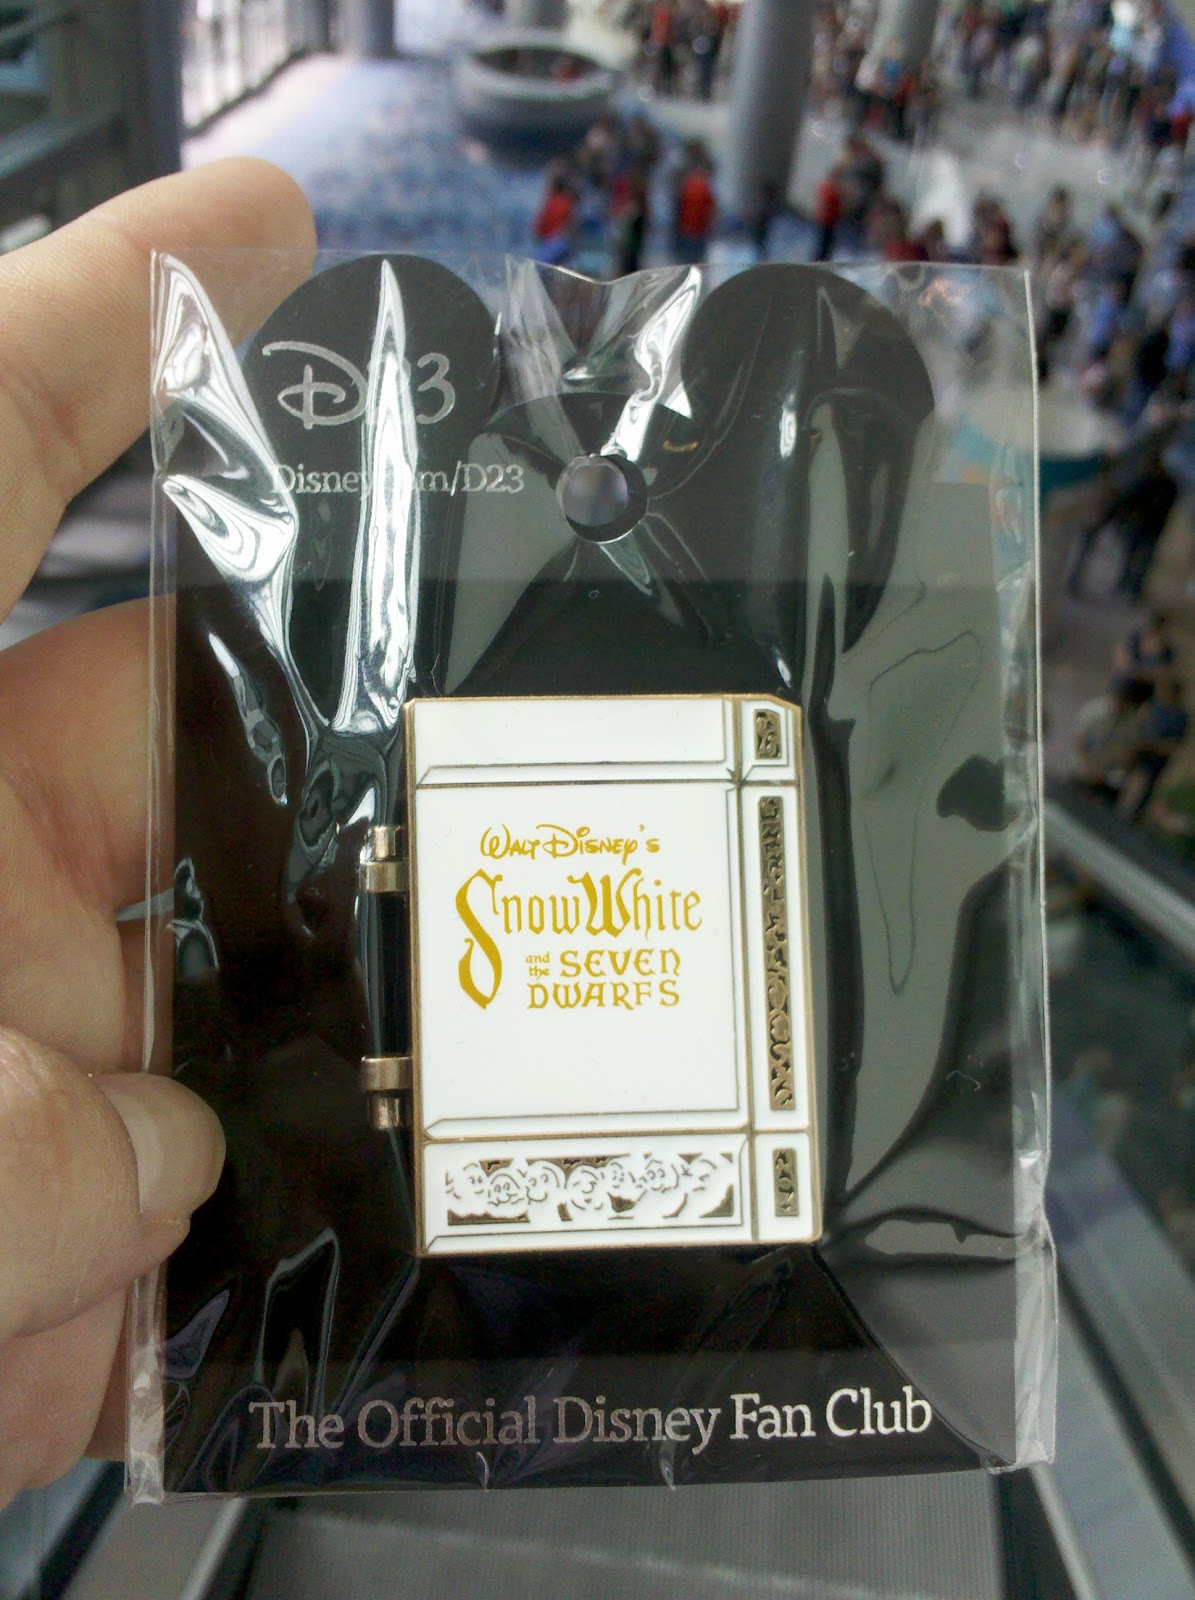 D23
Disney.com/D23
Walt Disney's
Snow White
and the SEVEN
DWARFS
The Official Disney Fan Club